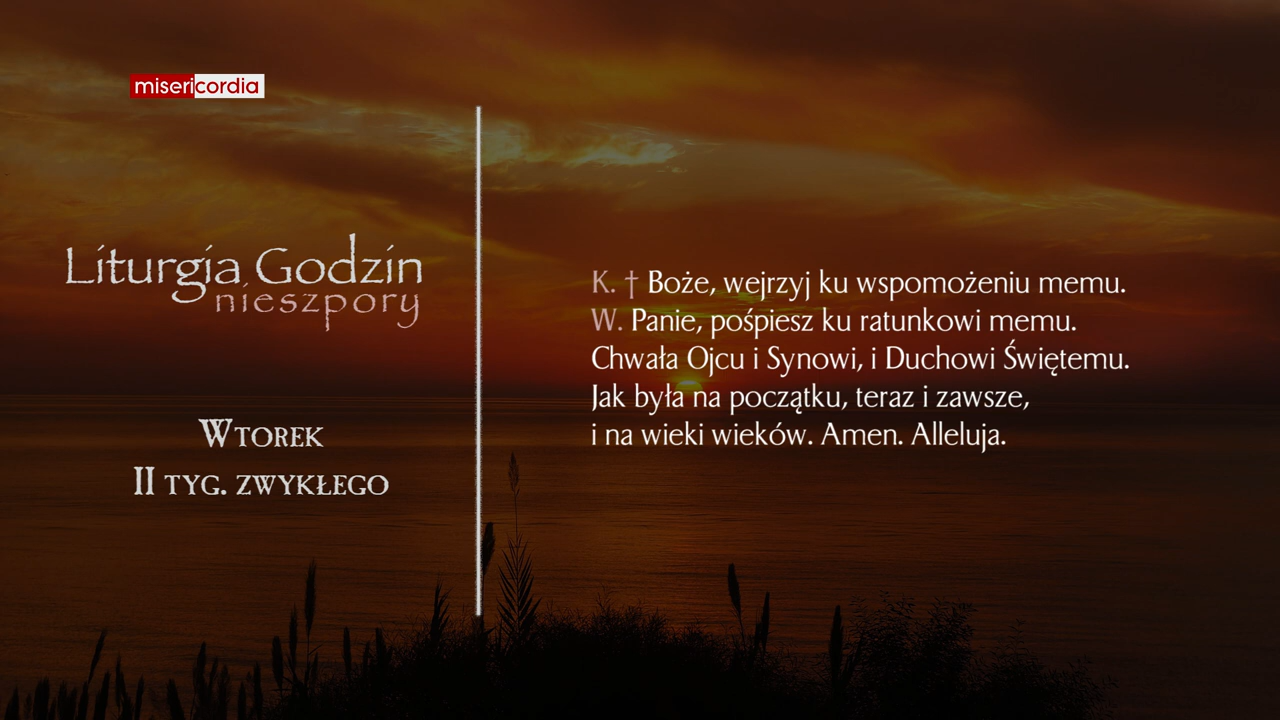 misericordia
Liturgia Godzin
nieszpory
Wtorek
II tyg. zwykłego
K. † Boże, wejrzyj ku wspomożeniu memu.
W. Panie, pośpiesz ku ratunkowi memu.
Chwała Ojcu i Synowi, i Duchowi Świętemu.
Jak była na początku, teraz i zawsze,
i na wieki wieków. Amen. Alleluja.